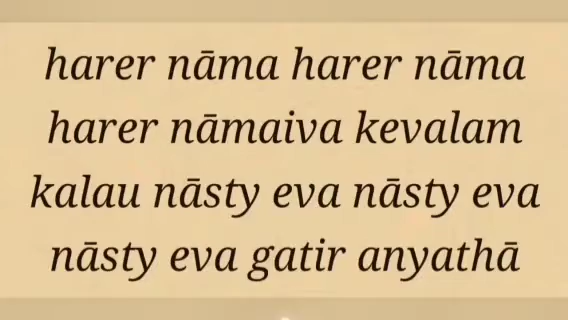 harer nāma harer nāma
harer nāmaiva kevalam
kalau nāsty eva nāsty eva
nāsty eva gatir anyathā